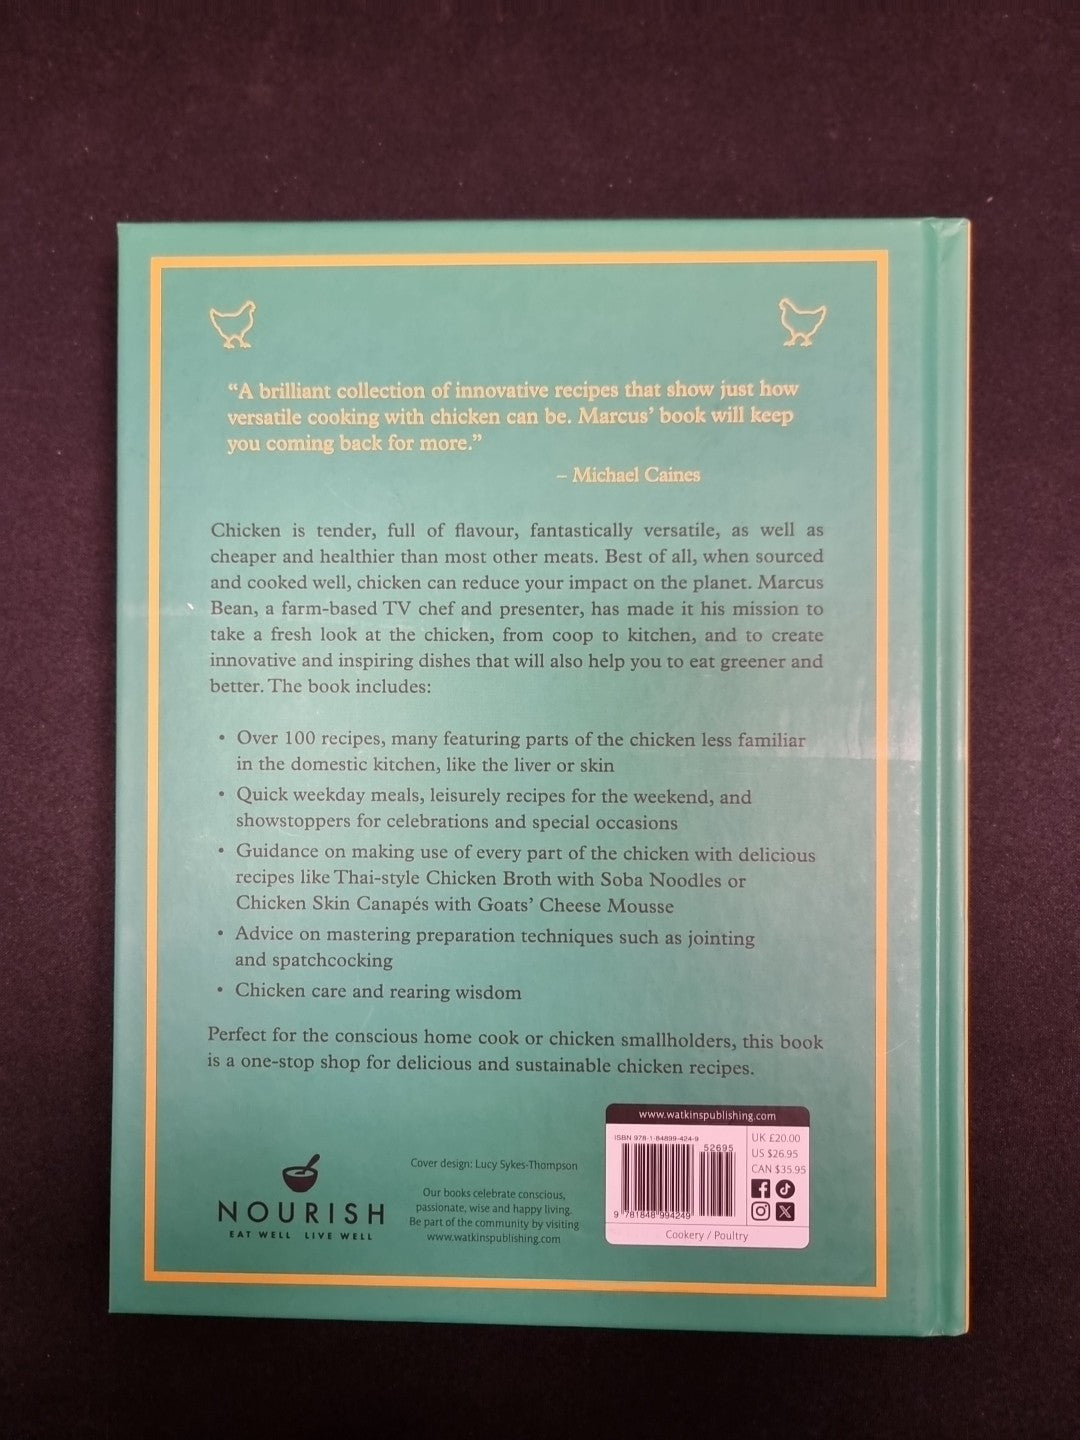 “A brilliant collection of innovative recipes that show just how
versatile cooking with chicken can be. Marcus’ book will keep
you coming back for more.”
– Michael Caines
Chicken is tender, full of flavour, fantastically versatile, as well as
cheaper and healthier than most other meats. Best of all, when sourced
and cooked well, chicken can reduce your impact on the planet. Marcus
Bean, a farm-based TV chef and presenter, has made it his mission to
take a fresh look at the chicken, from coop to kitchen, and to create
innovative and inspiring dishes that will also help you to eat greener and
better. The book includes:
• Over 100 recipes, many featuring parts of the chicken less familiar
in the domestic kitchen, like the liver or skin
• Quick weekday meals, leisurely recipes for the weekend, and
showstoppers for celebrations and special occasions
• Guidance on making use of every part of the chicken with delicious
recipes like Thai-style Chicken Broth with Soba Noodles or
Chicken Skin Canapés with Goats’ Cheese Mousse
• Advice on mastering preparation techniques such as jointing
and spatchcocking
• Chicken care and rearing wisdom
Perfect for the conscious home cook or chicken smallholders, this book
is a one-stop shop for delicious and sustainable chicken recipes.
NOURISH
EAT WELL LIVE WELL
Cover design: Lucy Sykes-Thompson
Our books celebrate conscious,
passionate, wise and happy living.
Be part of the community by visiting
www.watkinspublishing.com
www.watkinspublishing.com
ISBN 978-1-84899-424-9
52695
9 781848 994249
UK £20.00
US $26.95
CAN $35.95
Cookery / Poultry